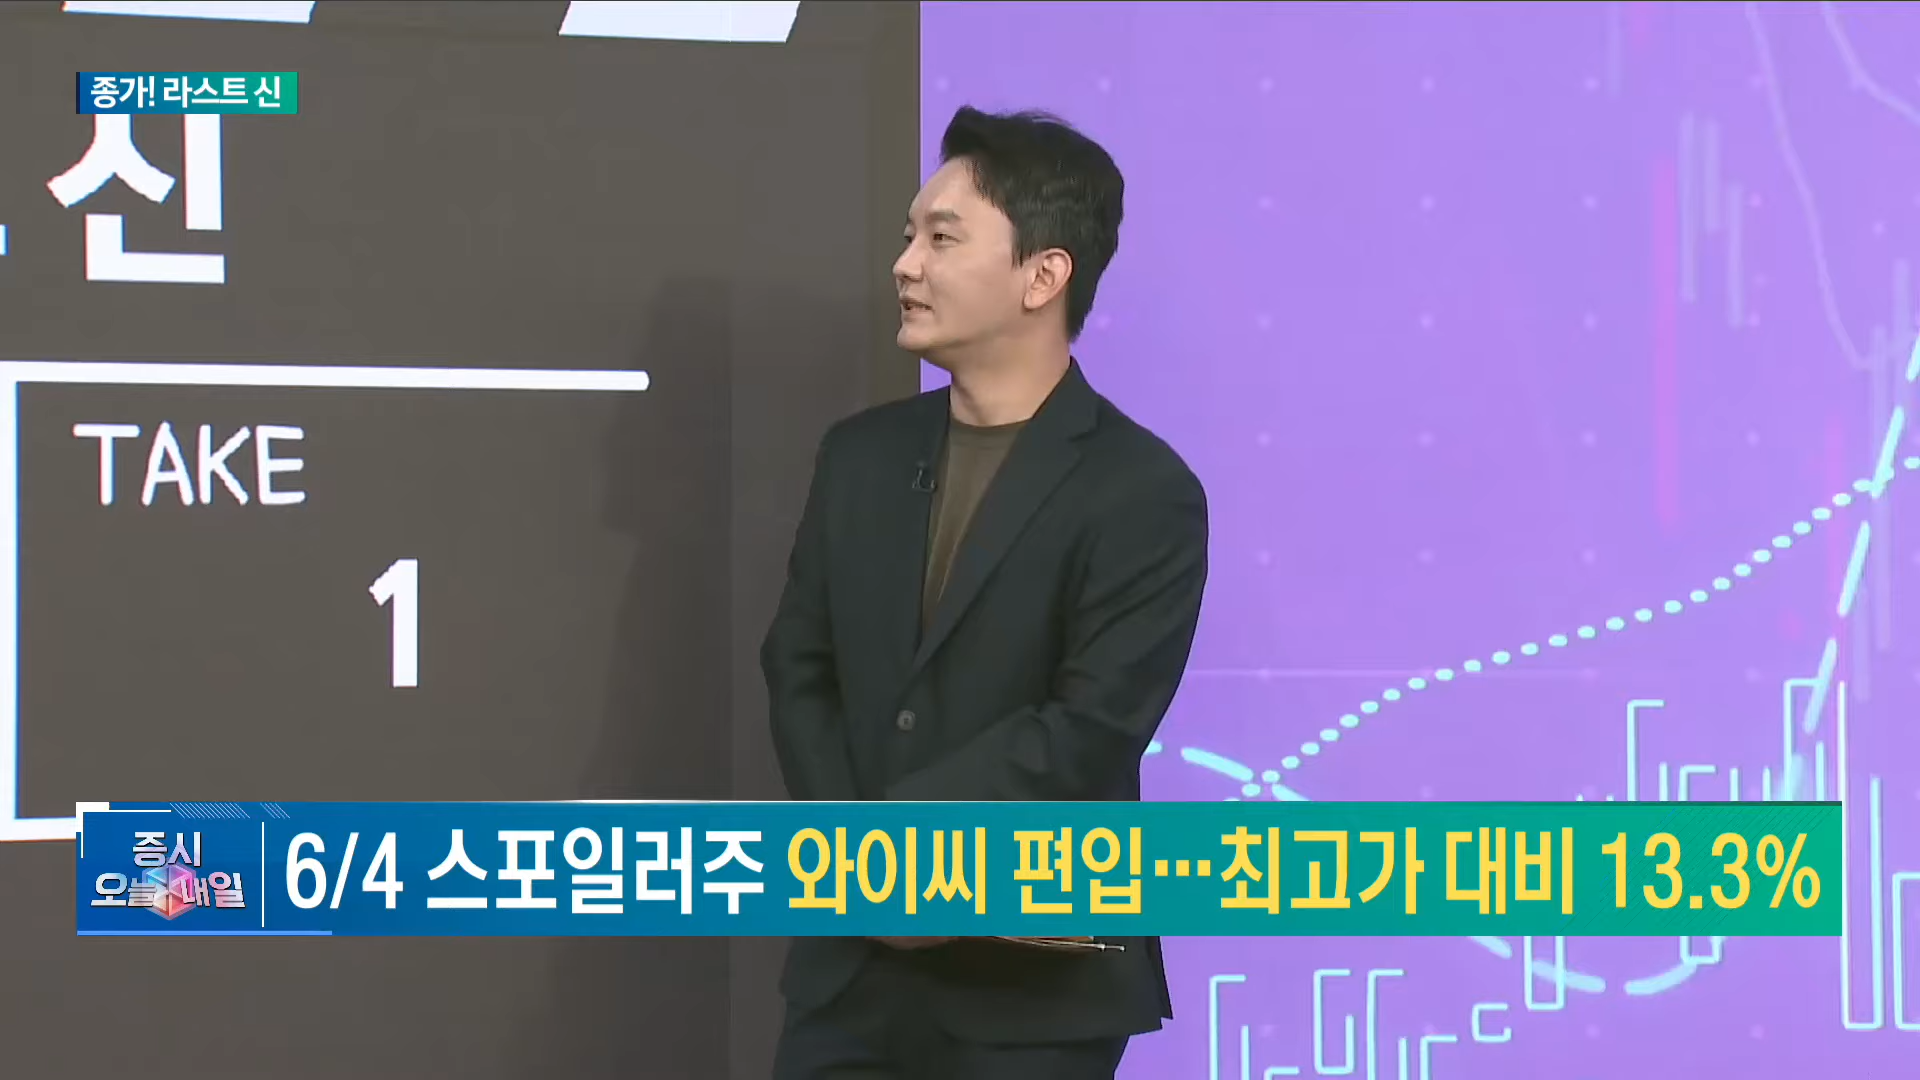 종가! 라스트 신
신
TAKE
1
증시
오늘 내일
6/4 스포일러주 와이씨 편입…최고가 대비 13.3%